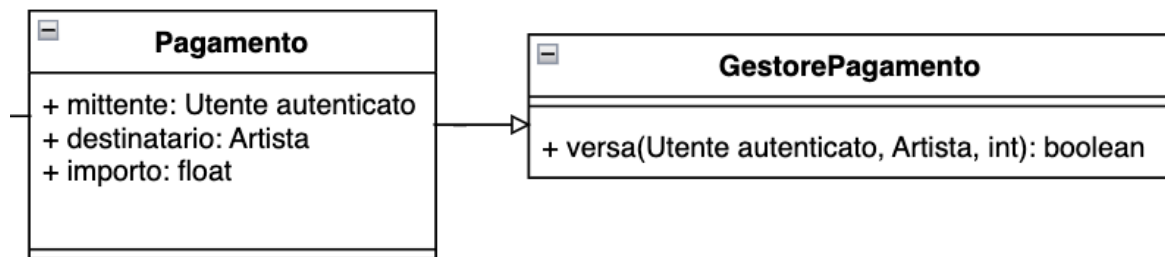 Pagamento
+ mittente: Utente autenticato
+ destinatario: Artista
+ importo: float
GestorePagamento
+ versa(Utente autenticato, Artista, int): boolean